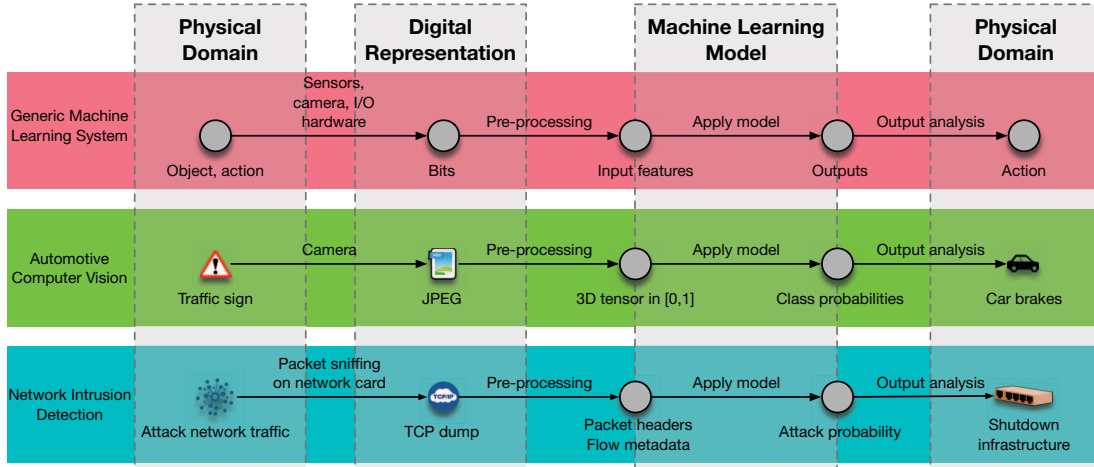 Physical
Domain
Digital
Representation
Machine Learning
Model
Physical
Domain
Generic Machine
Learning System
Sensors,
camera, I/O
hardware
Pre-processing
Apply model
Output analysis
Object, action
Bits
Input features
Outputs
Action
Automotive
Computer Vision
Camera
Pre-processing
Apply model
Output analysis
Traffic sign
JPEG
3D tensor in [0,1]
Class probabilities
Car brakes
Network Intrusion
Detection
Packet sniffing
on network card
Pre-processing
Apply model
Output analysis
TCP/IP
Attack network traffic
TCP dump
Packet headers
Flow metadata
Attack probability
Shutdown
infrastructure